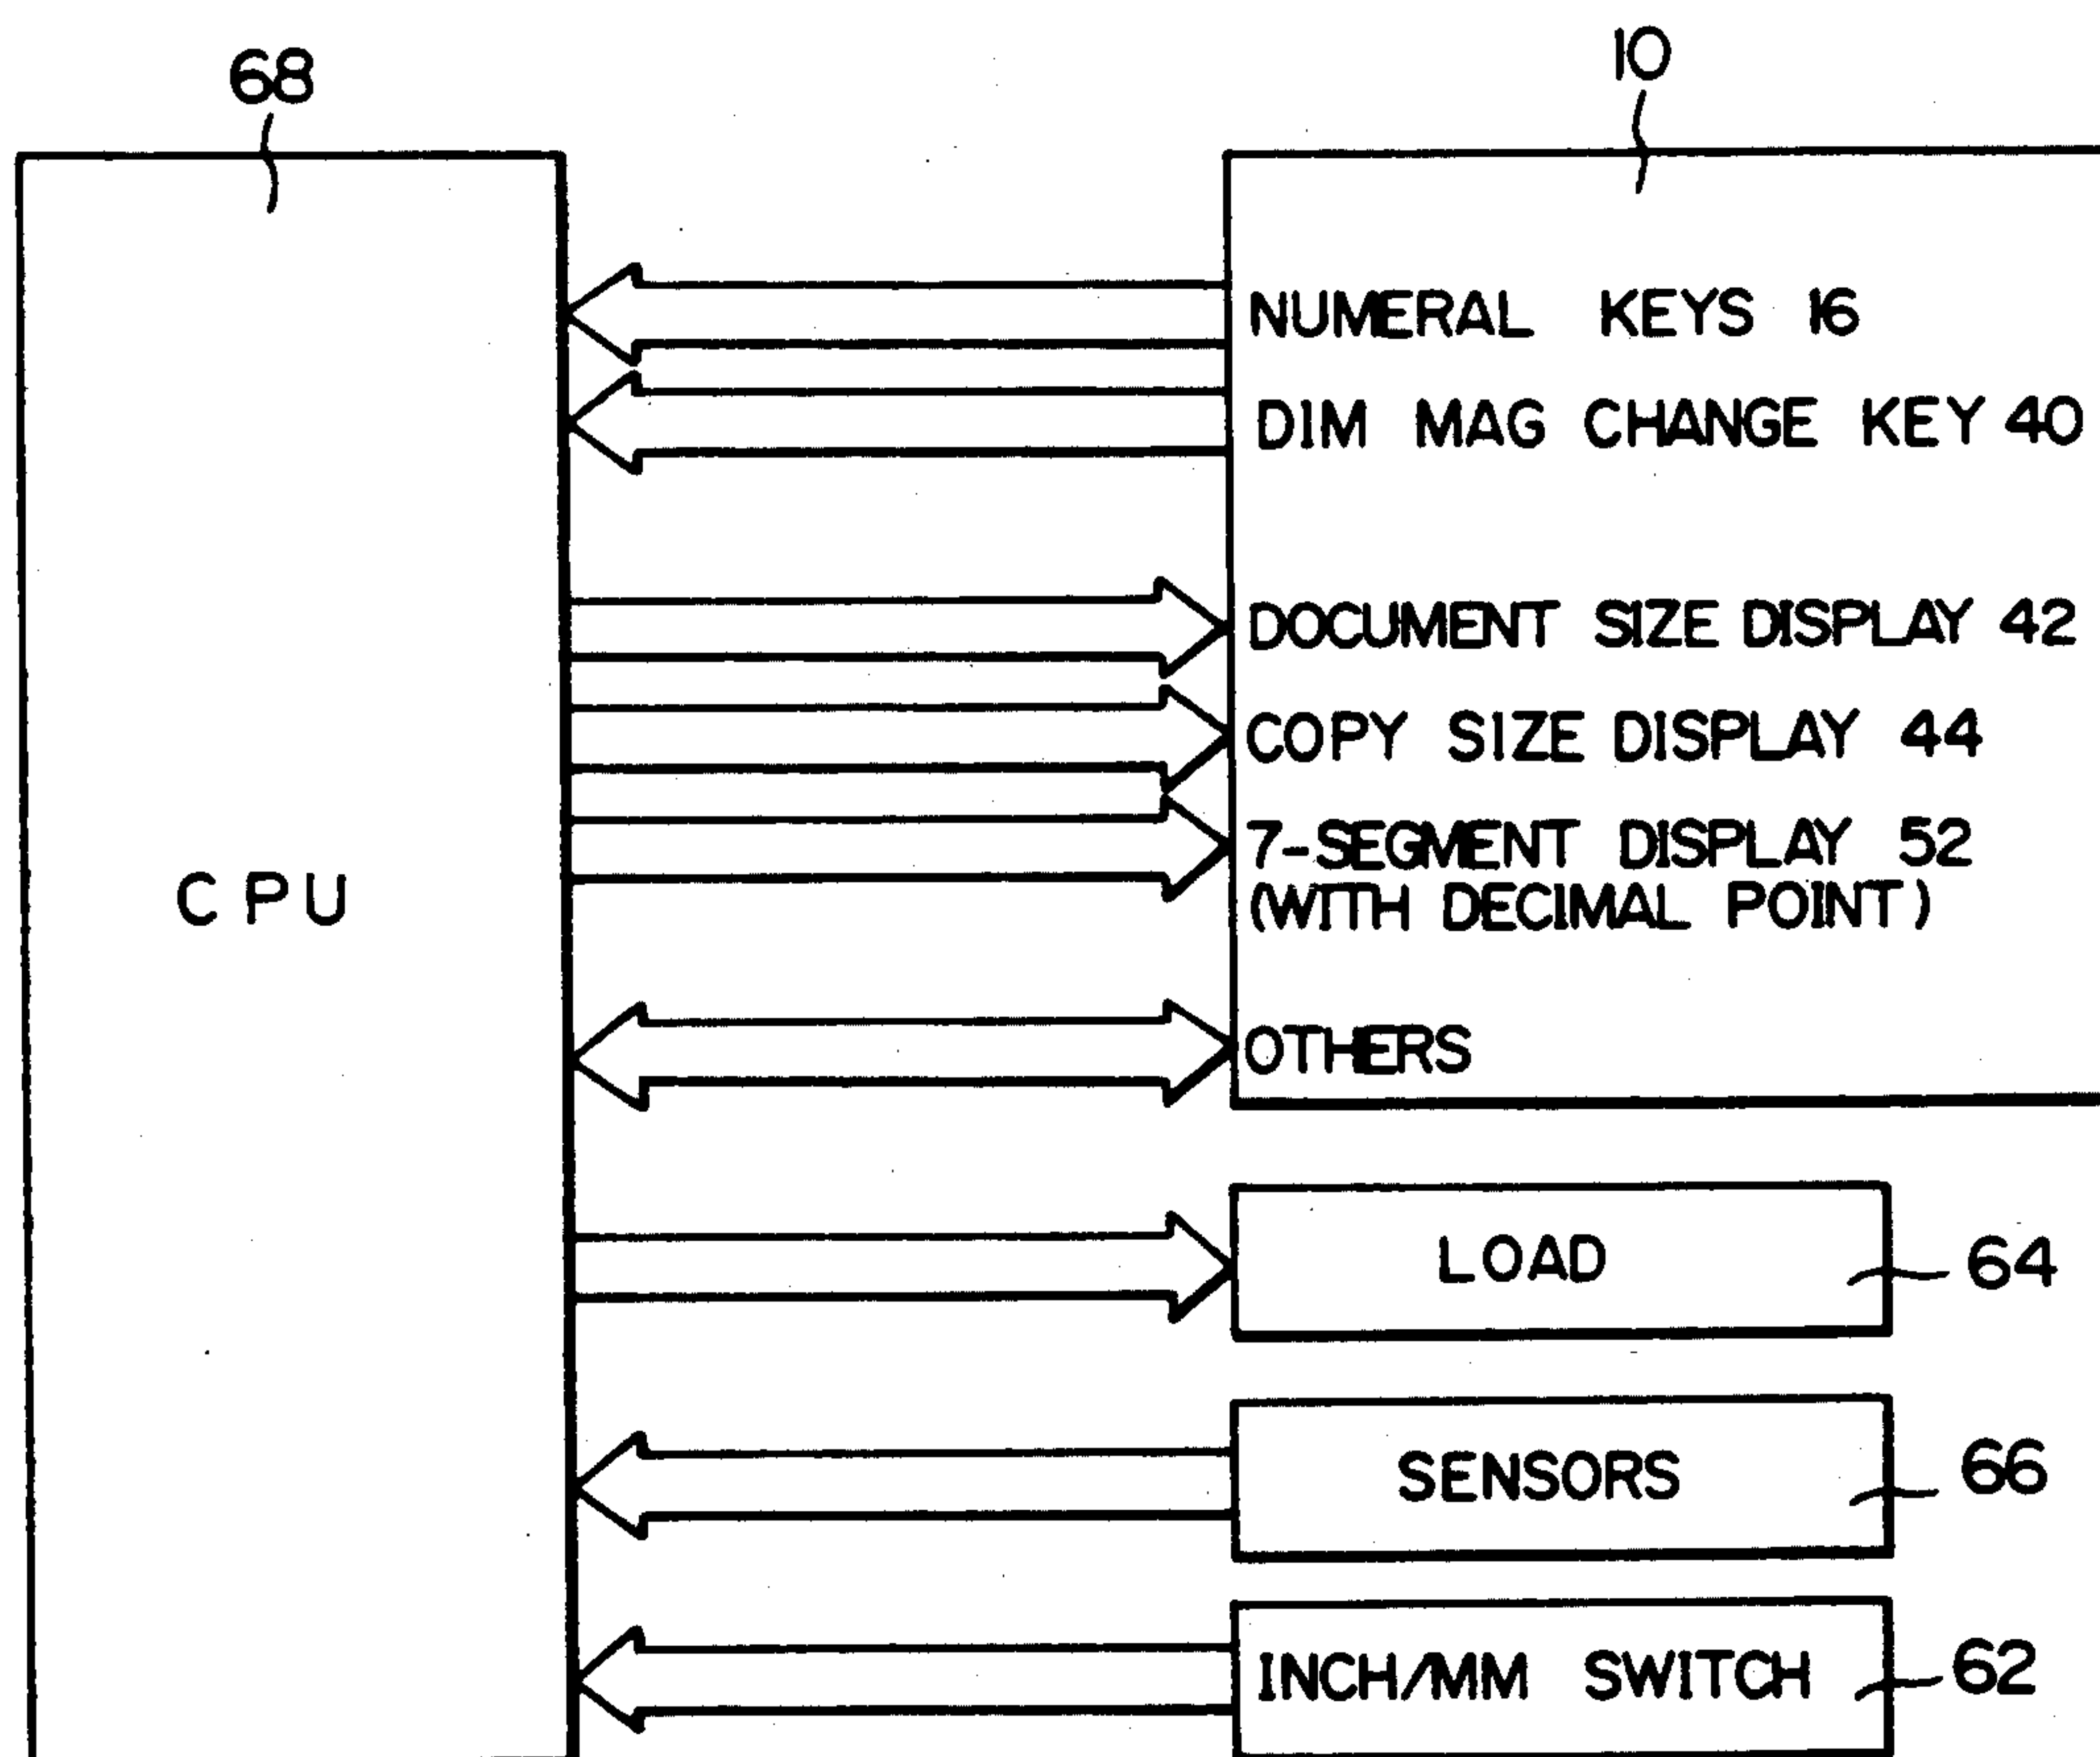 68
10
NUMERAL KEYS 16
DIM MAG CHANGE KEY 40
DOCUMENT SIZE DISPLAY 42
COPY SIZE DISPLAY 44
7-SEGMENT DISPLAY 52
(WITH DECIMAL POINT)
CPU
OTHERS
LOAD
64
SENSORS
66
INCH/MM SWITCH
62